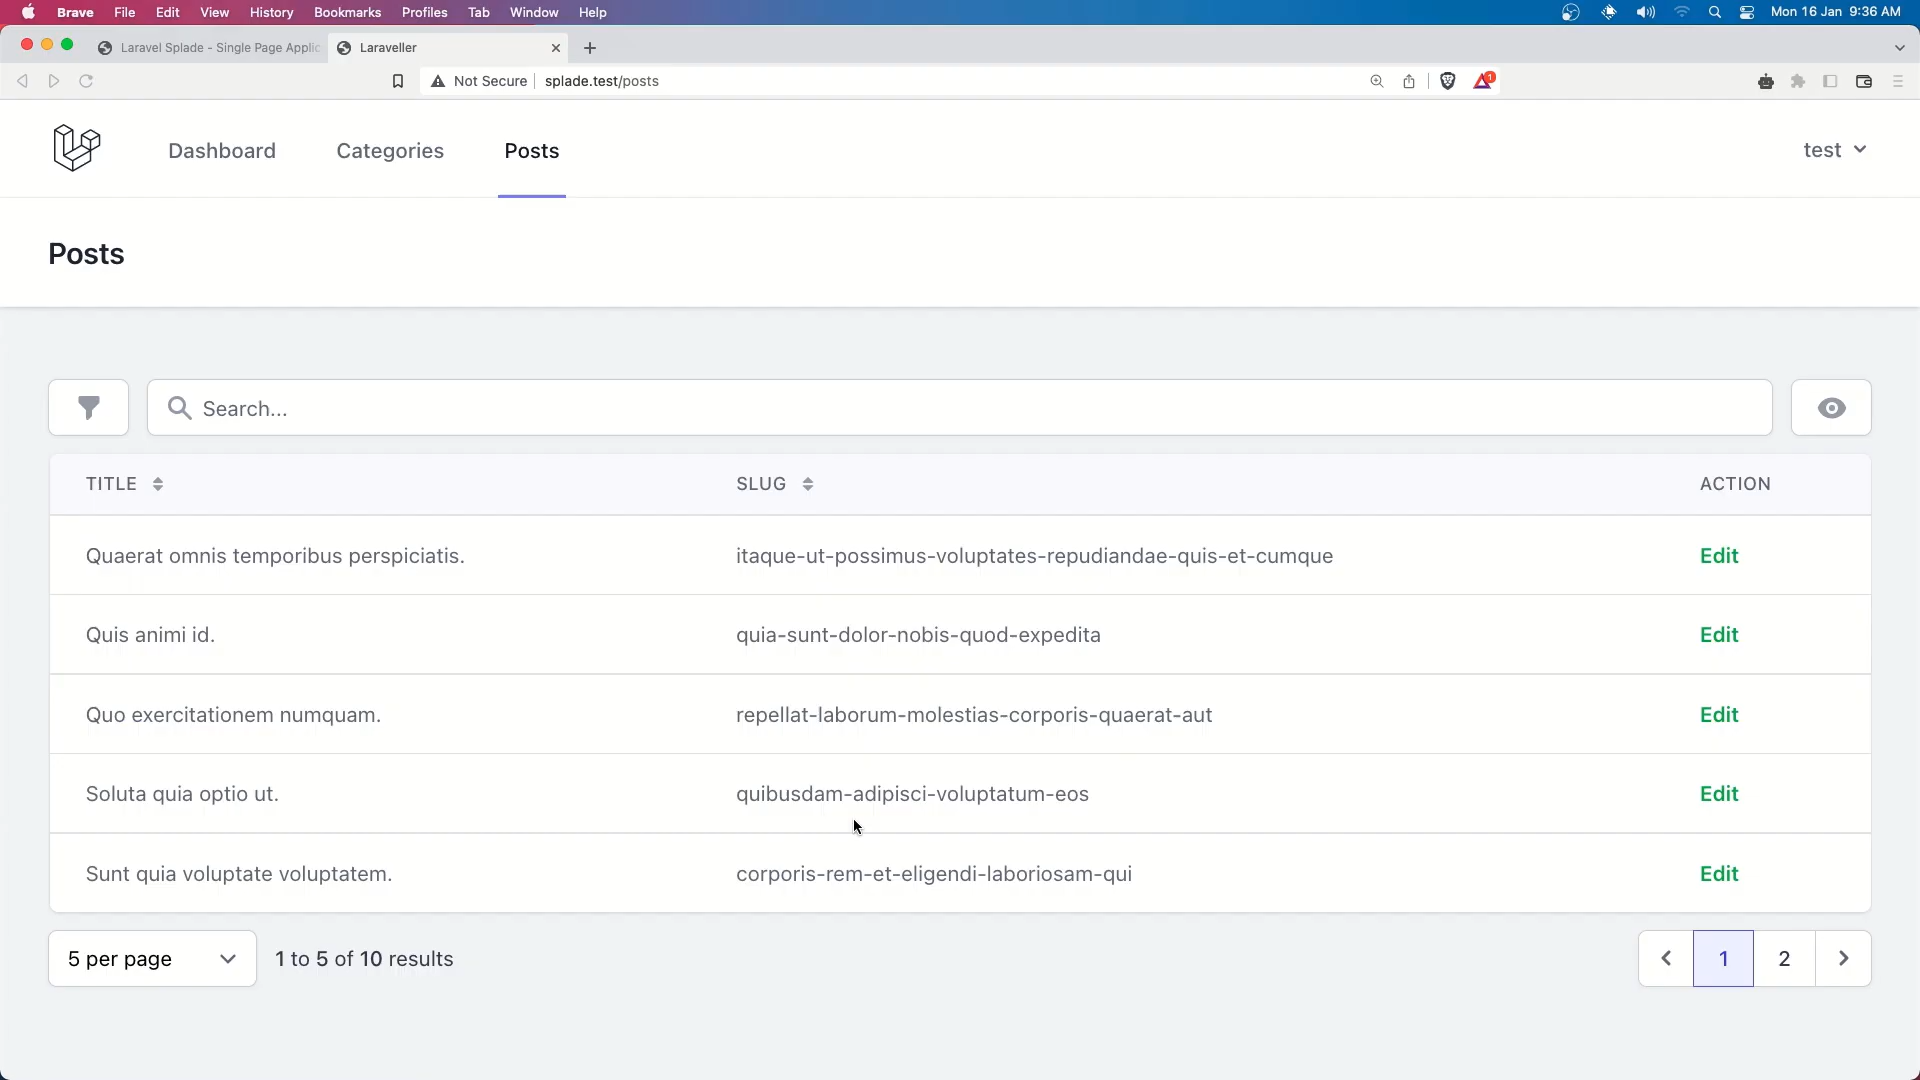 Brave File Edit View History Bookmarks Profiles Tab Window Help Mon 16 Jan 9:36 AM
Laravel Splade - Single Page Applic Laraveller
Not Secure splade.test/posts 1
Dashboard Categories Posts test
Posts
Search...
TITLE SLUG ACTION
Quaerat omnis temporibus perspiciatis. itaque-ut-possimus-voluptates-repudiandae-quis-et-cumque Edit
Quis animi id. quia-sunt-dolor-nobis-quod-expedita Edit
Quo exercitationem numquam. repellat-laborum-molestias-corporis-quaerat-aut Edit
Soluta quia optio ut. quibusdam-adipisci-voluptatum-eos Edit
Sunt quia voluptate voluptatem. corporis-rem-et-eligendi-laboriosam-qui Edit
5 per page 1 to 5 of 10 results 1 2